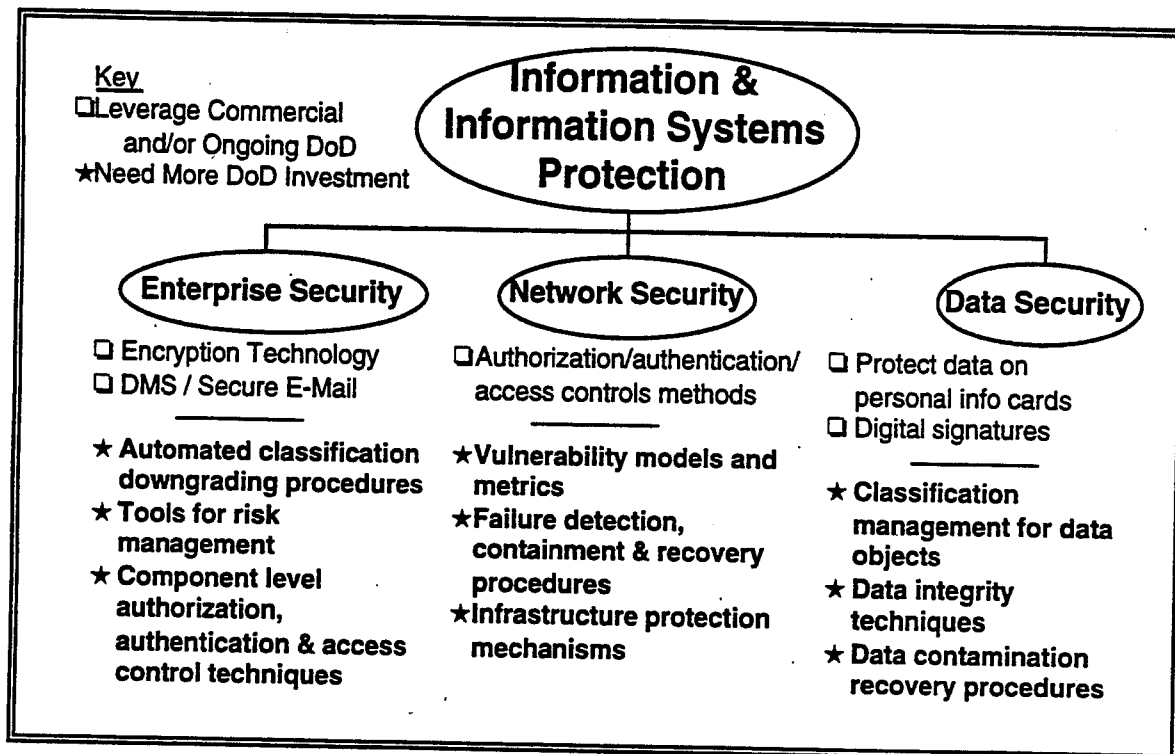 Key
❏Leverage Commercial
and/or Ongoing DoD
★Need More DoD Investment
Information &
Information Systems
Protection
Enterprise Security
❏ Encryption Technology
❏ DMS / Secure E-Mail
★ Automated classification
downgrading procedures
★ Tools for risk
management
★ Component level
authorization,
authentication & access
control techniques
Network Security
❏Authorization/authentication/
access controls methods
★Vulnerability models and
metrics
★Failure detection,
containment & recovery
procedures
★Infrastructure protection
mechanisms
Data Security
❏ Protect data on
personal info cards
❏ Digital signatures
★ Classification
management for data
objects
★ Data integrity
techniques
★ Data contamination
recovery procedures